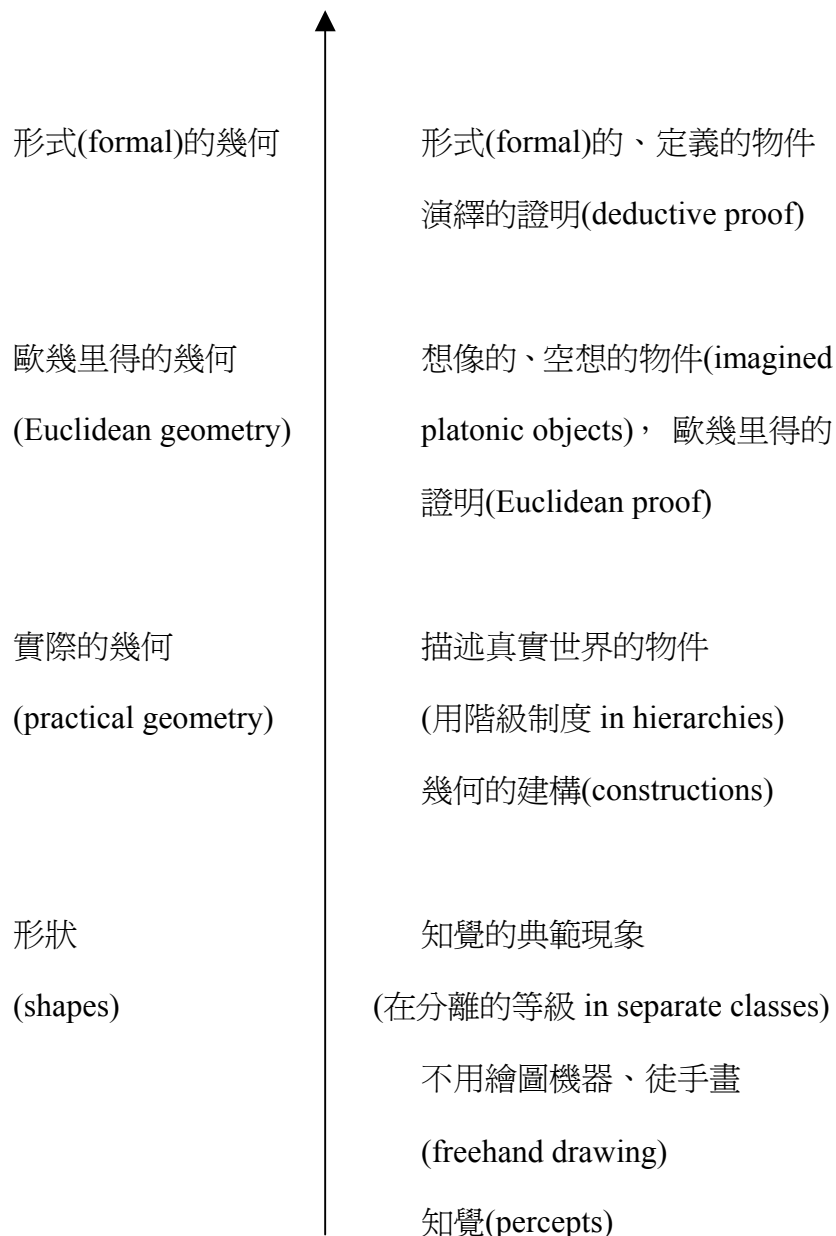 形式(formal)的幾何 形式(formal)的、定義的物件
演繹的證明(deductive proof)
歐幾里得的幾何 想像的、空想的物件(imagined
(Euclidean geometry) platonic objects)， 歐幾里得的
證明(Euclidean proof)
實際的幾何 描述真實世界的物件
(practical geometry) (用階級制度 in hierarchies)
幾何的建構(constructions)
形狀 知覺的典範現象
(shapes) (在分離的等級 in separate classes)
不用繪圖機器、徒手畫
(freehand drawing)
知覺(percepts)